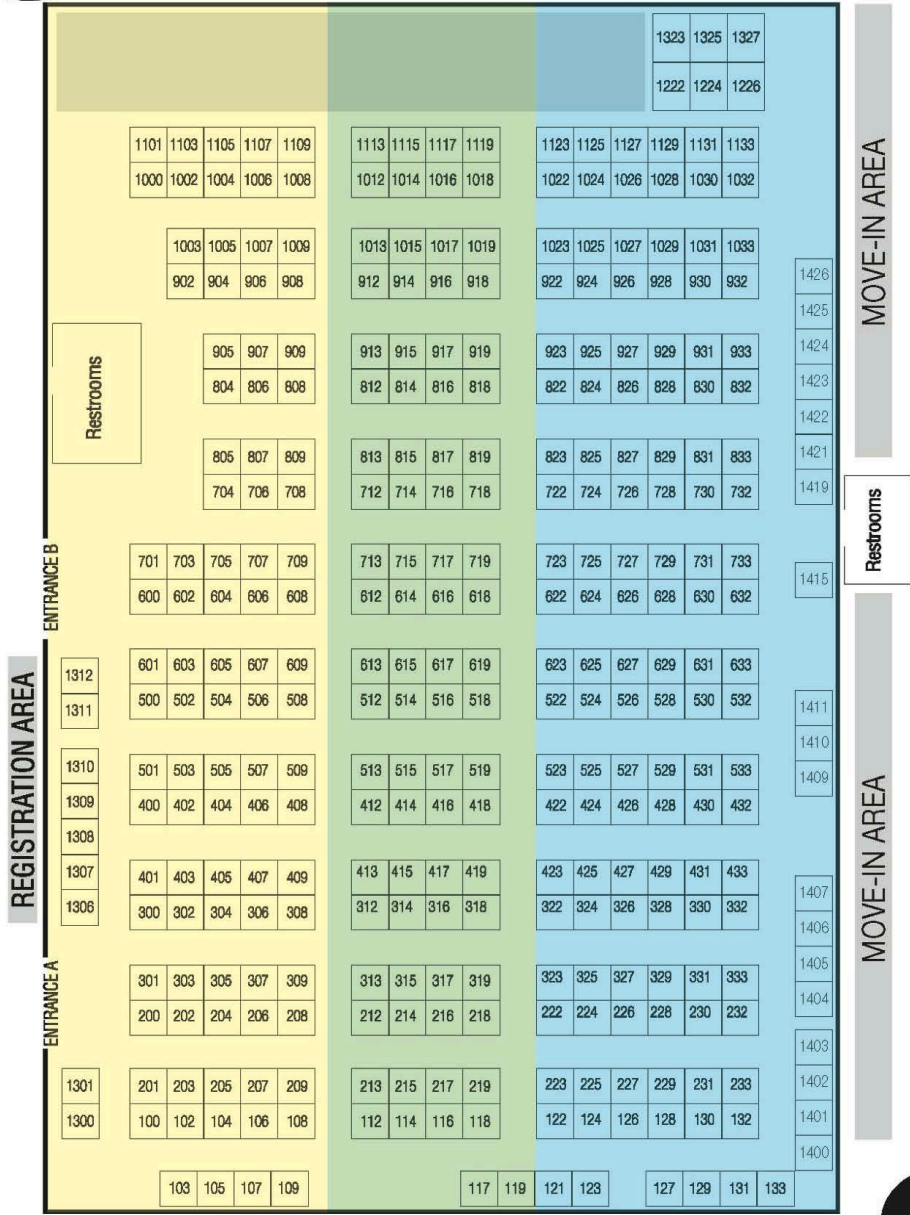 1323 1325 1327
1222 1224 1226
1101 1103 1105 1107 1109 1113 1115 1117 1119 1123 1125 1127 1129 1131 1133
1000 1002 1004 1006 1008 1012 1014 1016 1018 1022 1024 1026 1028 1030 1032
1003 1005 1007 1009 1013 1015 1017 1019 1023 1025 1027 1029 1031 1033
902 904 906 908 912 914 916 918 922 924 926 928 930 932
905 907 909 913 915 917 919 923 925 927 929 931 933
804 806 808 812 814 816 818 822 824 826 828 830 832
805 807 809 813 815 817 819 823 825 827 829 831 833
704 706 708 712 714 716 718 722 724 726 728 730 732
701 703 705 707 709 713 715 717 719 723 725 727 729 731 733
600 602 604 606 608 612 614 616 618 622 624 626 628 630 632
601 603 605 607 609 613 615 617 619 623 625 627 629 631 633
500 502 504 506 508 512 514 516 518 522 524 526 528 530 532
501 503 505 507 509 513 515 517 519 523 525 527 529 531 533
400 402 404 406 408 412 414 416 418 422 424 426 428 430 432
401 403 405 407 409 413 415 417 419 423 425 427 429 431 433
300 302 304 306 308 312 314 316 318 322 324 326 328 330 332
301 303 305 307 309 313 315 317 319 323 325 327 329 331 333
200 202 204 206 208 212 214 216 218 222 224 226 228 230 232
201 203 205 207 209 213 215 217 219 223 225 227 229 231 233
100 102 104 106 108 112 114 116 118 122 124 126 128 130 132
103 105 107 109 117 119 121 123 127 129 131 133
1312
1311
1310
1309
1308
1307
1306
1301
1300
1426
1425
1424
1423
1422
1421
1419
1415
1411
1410
1409
1407
1406
1405
1404
1403
1402
1401
1400
Restrooms
ENTRANCE B
REGISTRATION AREA
ENTRANCE A
MOVE-IN AREA
Restrooms
MOVE-IN AREA